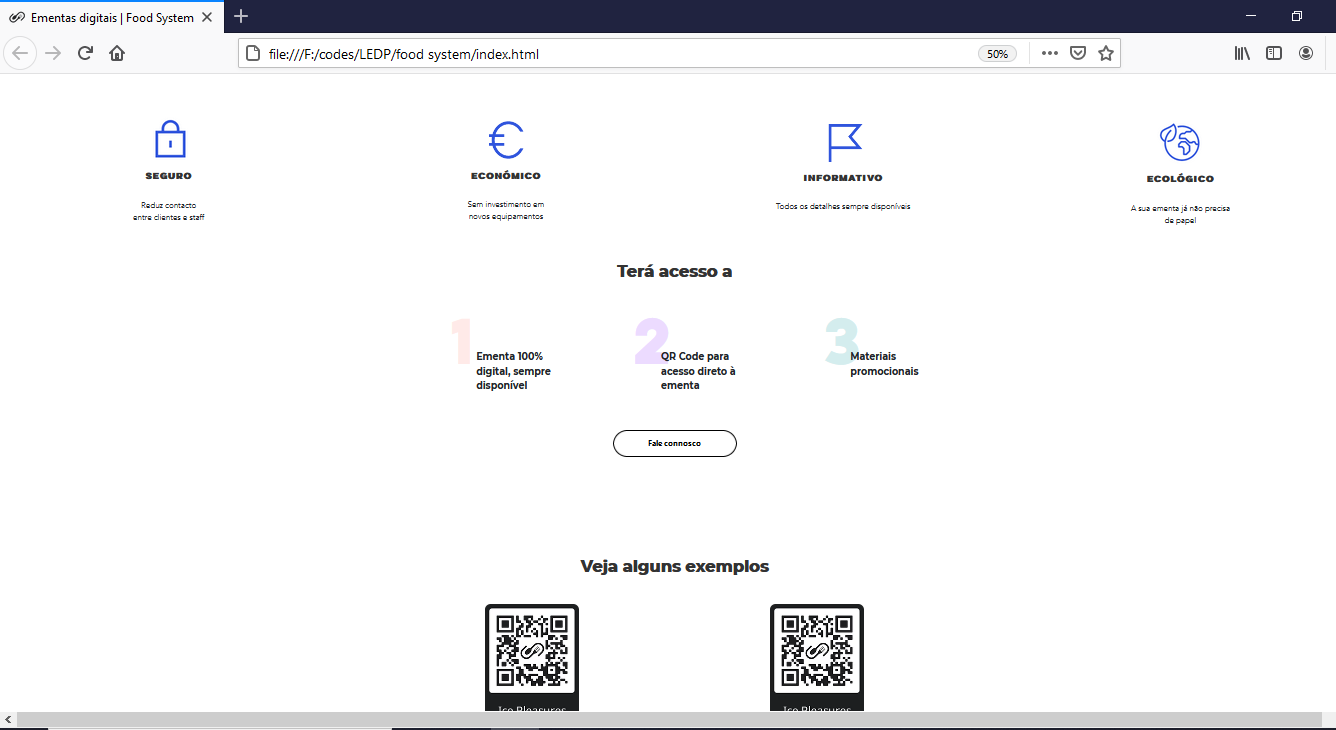 Ementas digitais | Food System
file:///F:/codes/LEDP/food system/index.html
50%
SEGURO
Reduz contacto
entre clientes e staff
ECONÓMICO
Sem investimento em
novos equipamentos
INFORMATIVO
Todos os detalhes sempre disponíveis
ECOLÓGICO
A sua ementa já não precisa
de papel
Terá acesso a
1
Ementa 100%
digital, sempre
disponível
2
QR Code para
acesso direto à
ementa
3
Materiais
promocionais
Fale connosco
Veja alguns exemplos
Ice Pleasures
Ice Pleasures